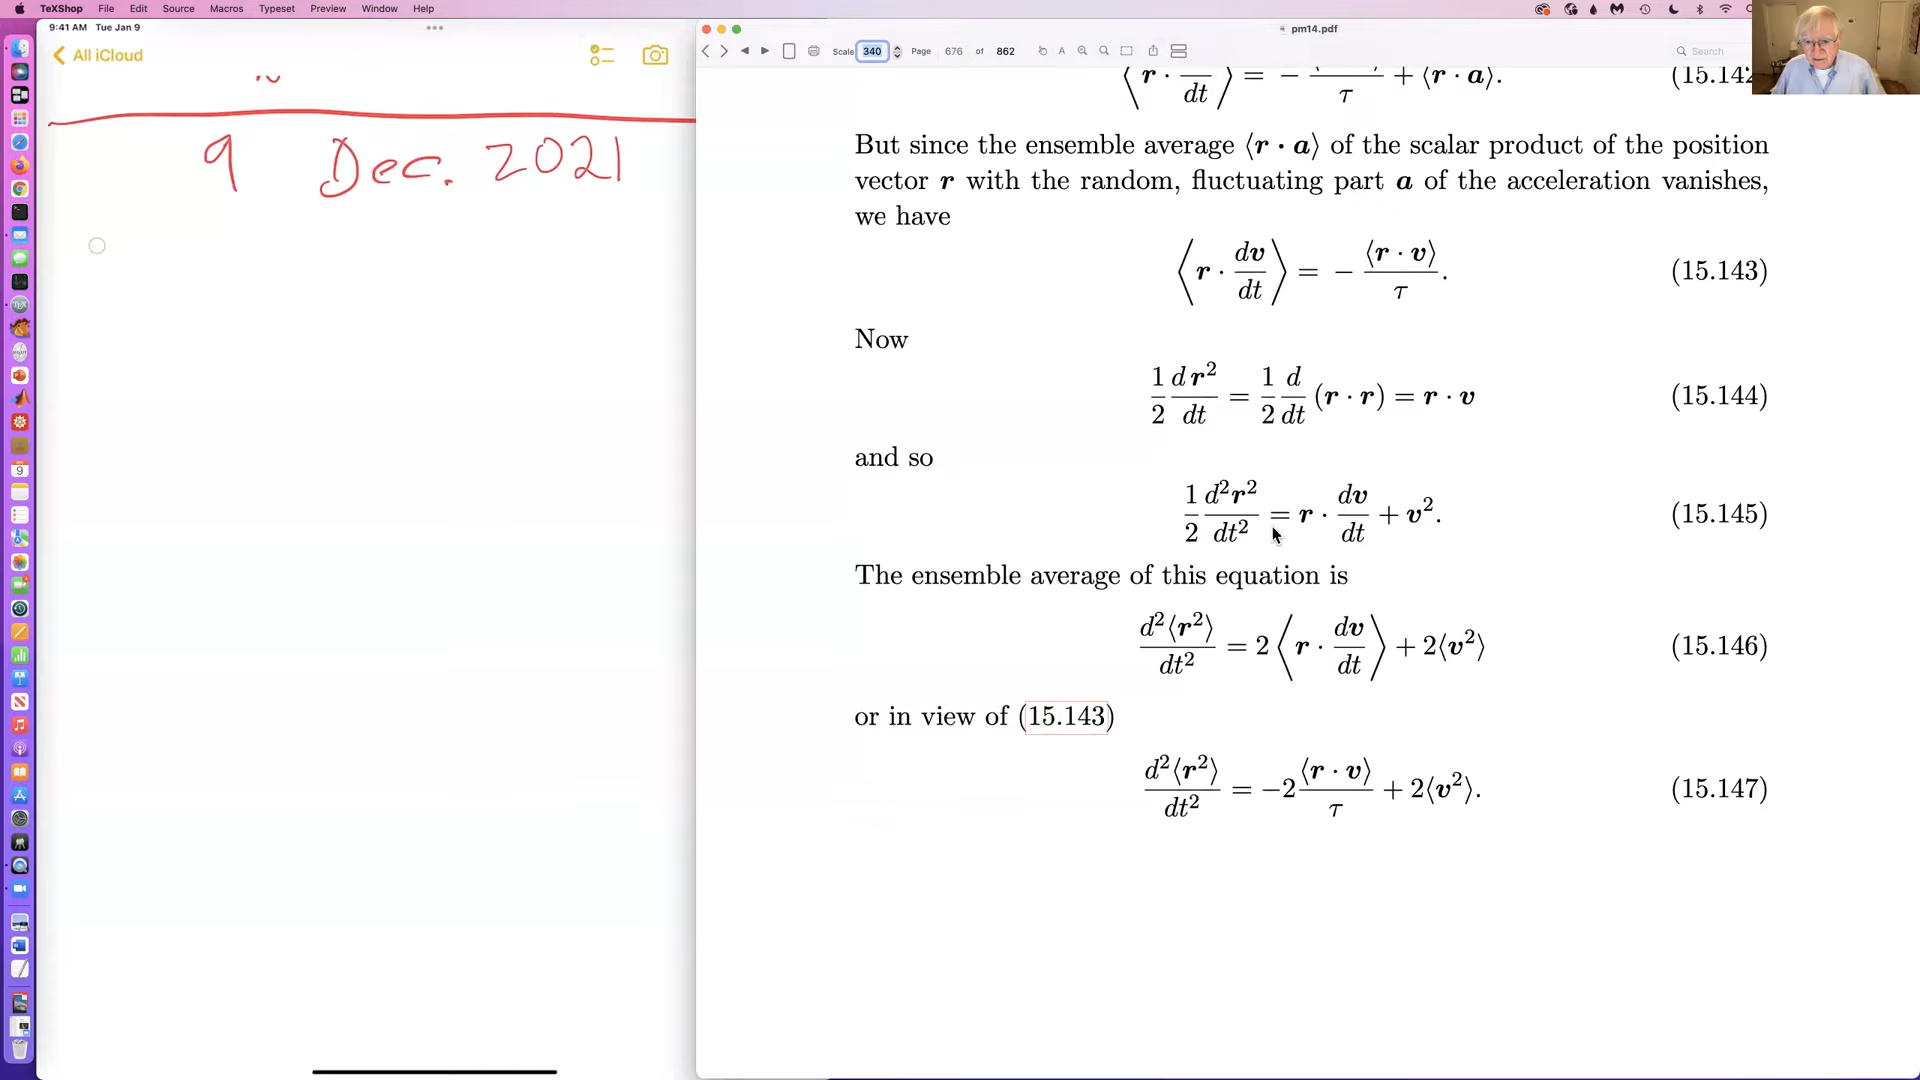 TeXShop File Edit Source Macros Typeset Preview Window Help
9:41 AM Tue Jan 9
All iCloud
9 Dec. 2021
pm14.pdf
Scale 340 Page 676 of 862 Search
⟨r · /dt⟩ = − /τ + ⟨r · a⟩. (15.142
But since the ensemble average ⟨r · a⟩ of the scalar product of the position
vector r with the random, fluctuating part a of the acceleration vanishes,
we have
⟨r · dv/dt⟩ = − ⟨r · v⟩/τ. (15.143)
Now
1/2 d r²/dt = 1/2 d/dt (r · r) = r · v (15.144)
and so
1/2 d²r²/dt² = r · dv/dt + v². (15.145)
The ensemble average of this equation is
d²⟨r²⟩/dt² = 2⟨r · dv/dt⟩ + 2⟨v²⟩ (15.146)
or in view of (15.143)
d²⟨r²⟩/dt² = −2 ⟨r · v⟩/τ + 2⟨v²⟩. (15.147)